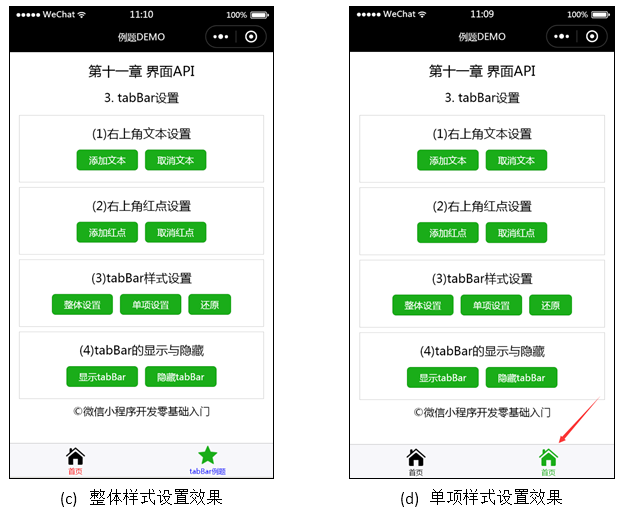 ●●●●● WeChat 11:10 100%
例题DEMO
第十一章 界面API
3. tabBar设置
(1)右上角文本设置
添加文本 取消文本
(2)右上角红点设置
添加红点 取消红点
(3)tabBar样式设置
整体设置 单项设置 还原
(4)tabBar的显示与隐藏
显示tabBar 隐藏tabBar
©微信小程序开发零基础入门
首页 tabBar例题
(c) 整体样式设置效果
●●●●● WeChat 11:09 100%
例题DEMO
第十一章 界面API
3. tabBar设置
(1)右上角文本设置
添加文本 取消文本
(2)右上角红点设置
添加红点 取消红点
(3)tabBar样式设置
整体设置 单项设置 还原
(4)tabBar的显示与隐藏
显示tabBar 隐藏tabBar
©微信小程序开发零基础入门
首页 首页
(d) 单项样式设置效果